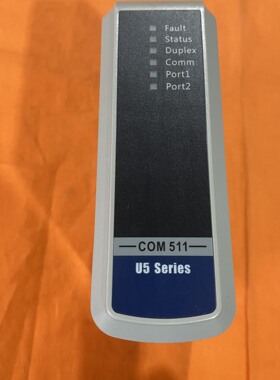 Fault
Status
Duplex
Comm
Port1
Port2
COM 511
U5 Series